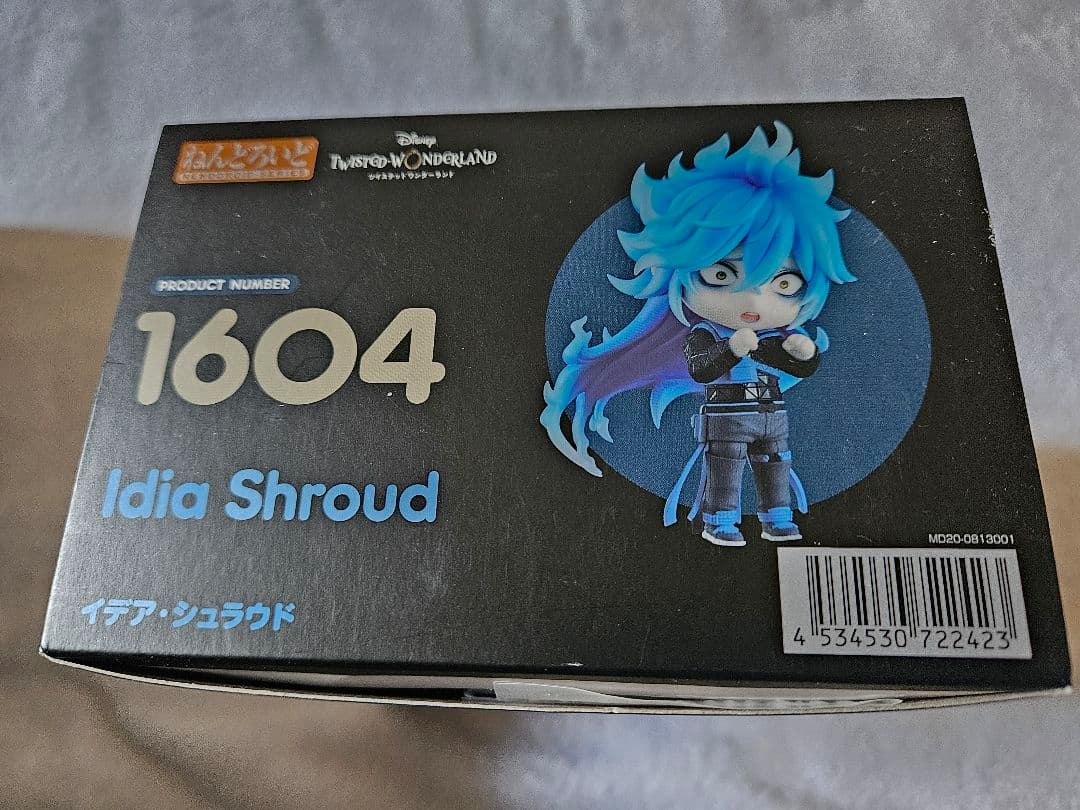 ねんどろいど
NENDOROID SERIES
Disney
TWISTED-WONDERLAND
ツイステッドワンダーランド
PRODUCT NUMBER
1604
Idia Shroud
イデア・シュラウド
MD20-0813001
4 534530 722423